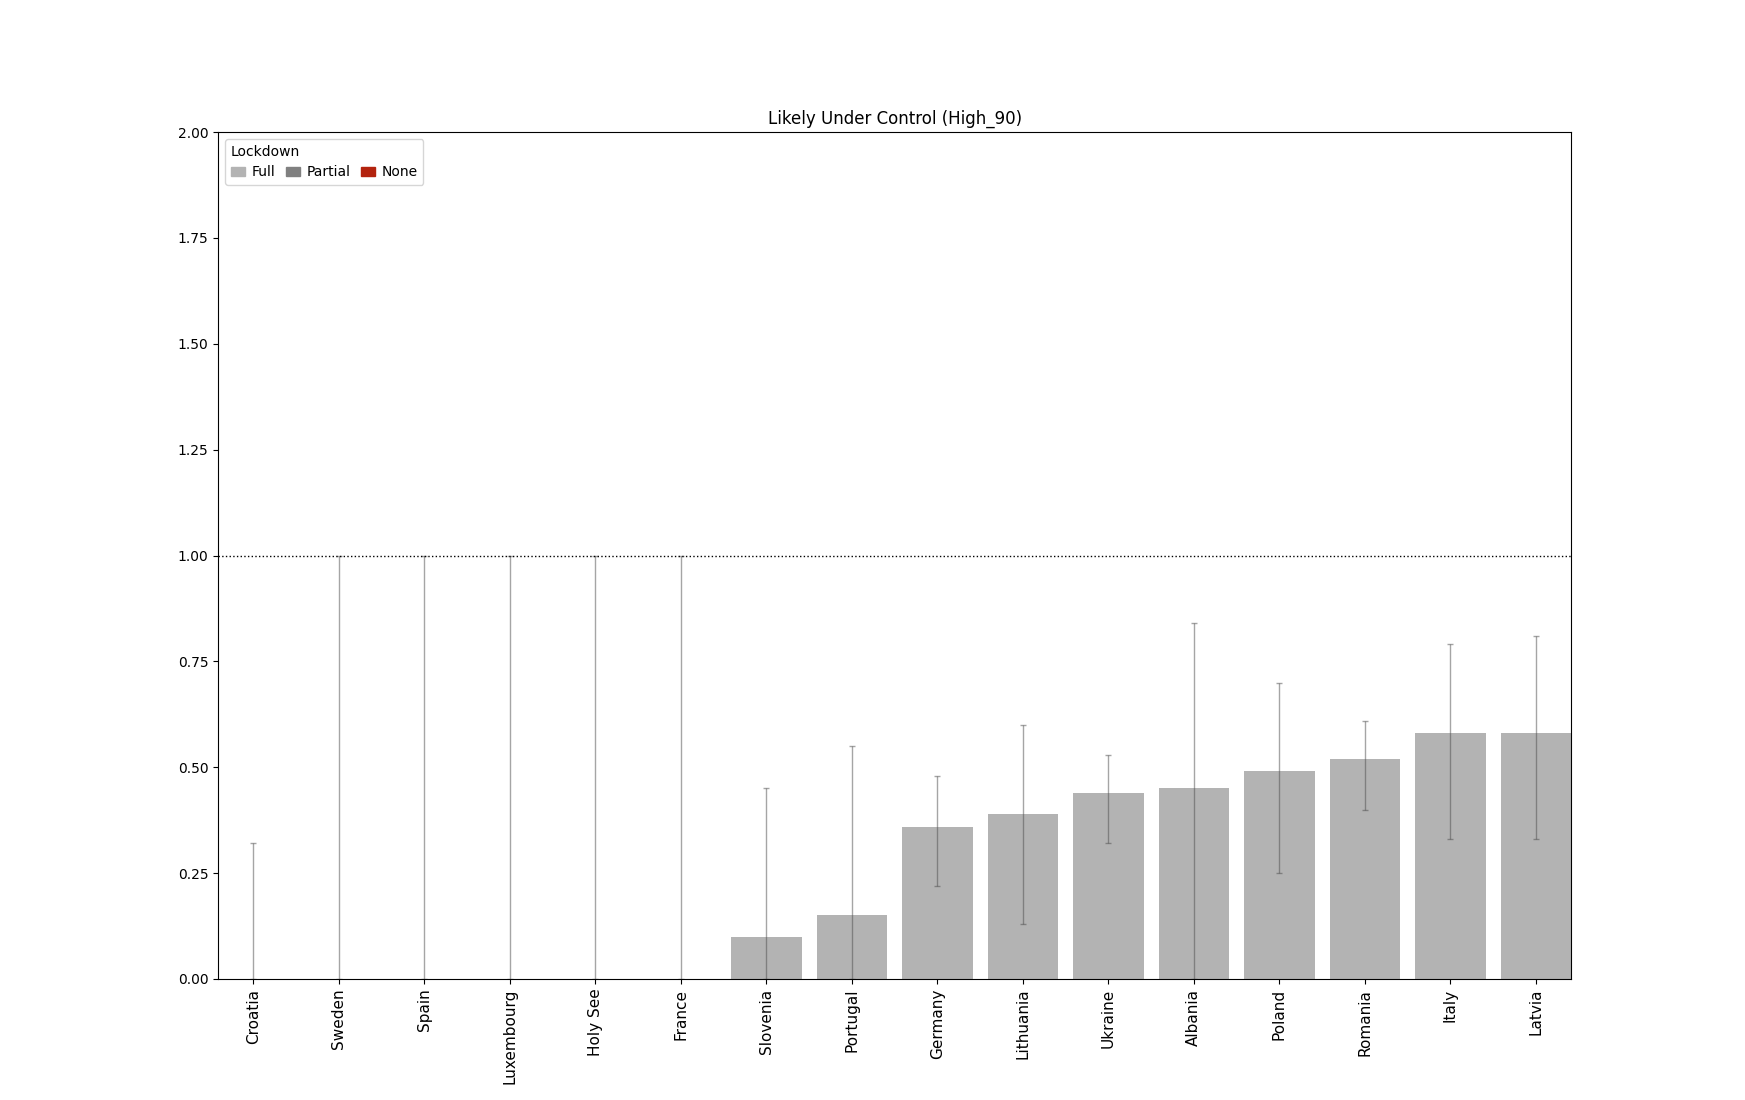 Likely Under Control (High_90)
2.00
Lockdown
Full Partial None
1.75
1.50
1.25
1.00
0.75
0.50
0.25
0.00
Croatia
Sweden
Spain
Luxembourg
Holy See
France
Slovenia
Portugal
Germany
Lithuania
Ukraine
Albania
Poland
Romania
Italy
Latvia